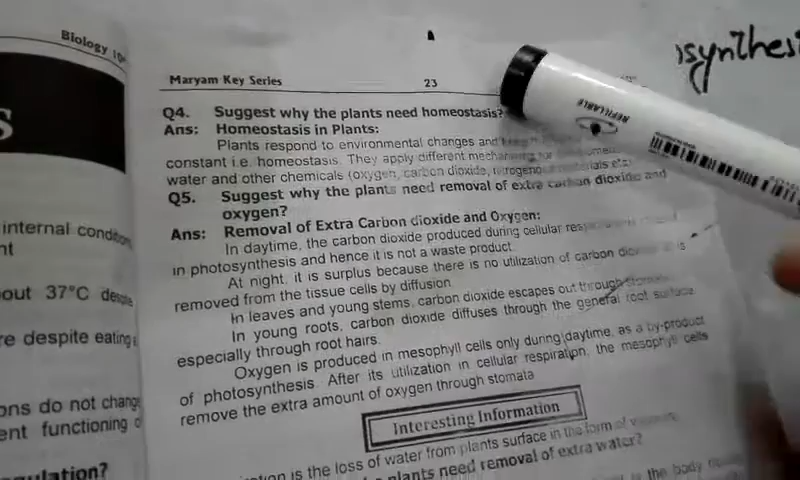 Biology 10
Maryam Key Series
23
synthesi
REFILLABLE
Q4. Suggest why the plants need homeostasis?
Ans: Homeostasis in Plants:
Plants respond to environmental changes and
constant i.e. homeostasis. They apply different
water and other chemicals (oxygen, carbon dioxide, nitrogenous materials etc
Q5. Suggest why the plants need removal of extra carbon dioxide and
oxygen?
Ans: Removal of Extra Carbon dioxide and Oxygen:
In daytime, the carbon dioxide produced during cellular
in photosynthesis and hence it is not a waste product.
At night, it is surplus because there is no utilization of carbon is
removed from the tissue cells by diffusion
In leaves and young stems, carbon dioxide escapes out through
In young roots, carbon dioxide diffuses through the general root surface
especially through root hairs.
Oxygen is produced in mesophyll cells only during daytime, as a by-product
of photosynthesis. After its utilization in cellular respiration, the mesophyll cells
remove the extra amount of oxygen through stomata
Interesting Information
is the loss of water from plants surface in the form of
plants need removal of extra water?
the body
S
internal
nt
out 37°C
re despite eating
ons do not
ent functioning
ulation?